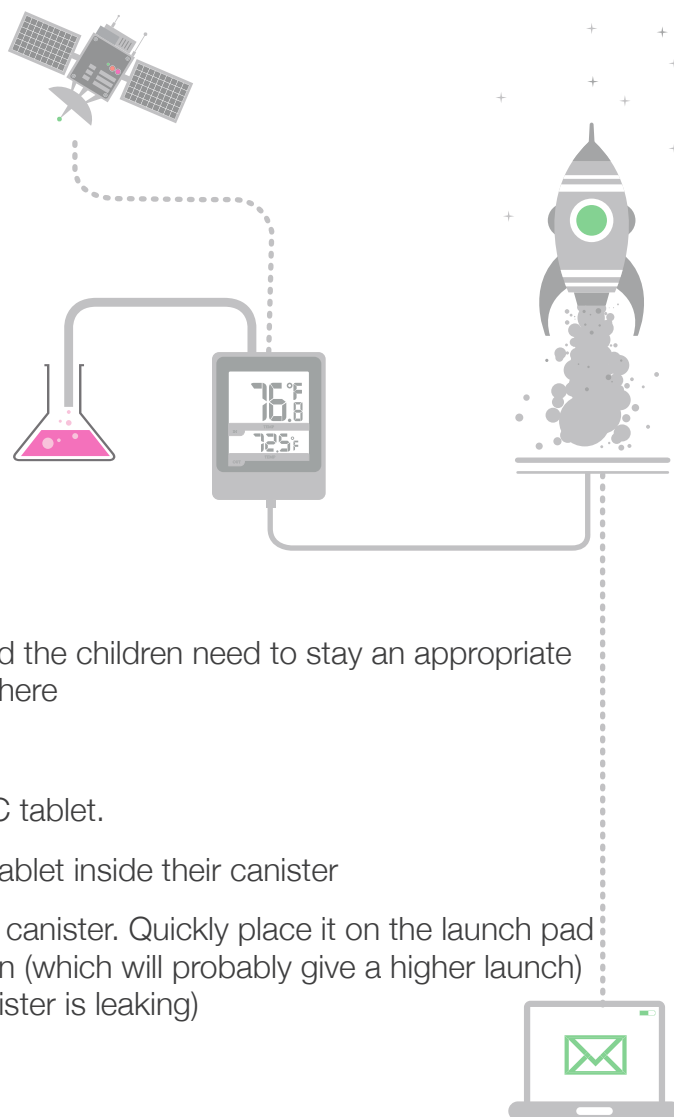 76.8°F
72.5°F
d the children need to stay an appropriate
here
C tablet.
ablet inside their canister
canister. Quickly place it on the launch pad
n (which will probably give a higher launch)
ister is leaking)